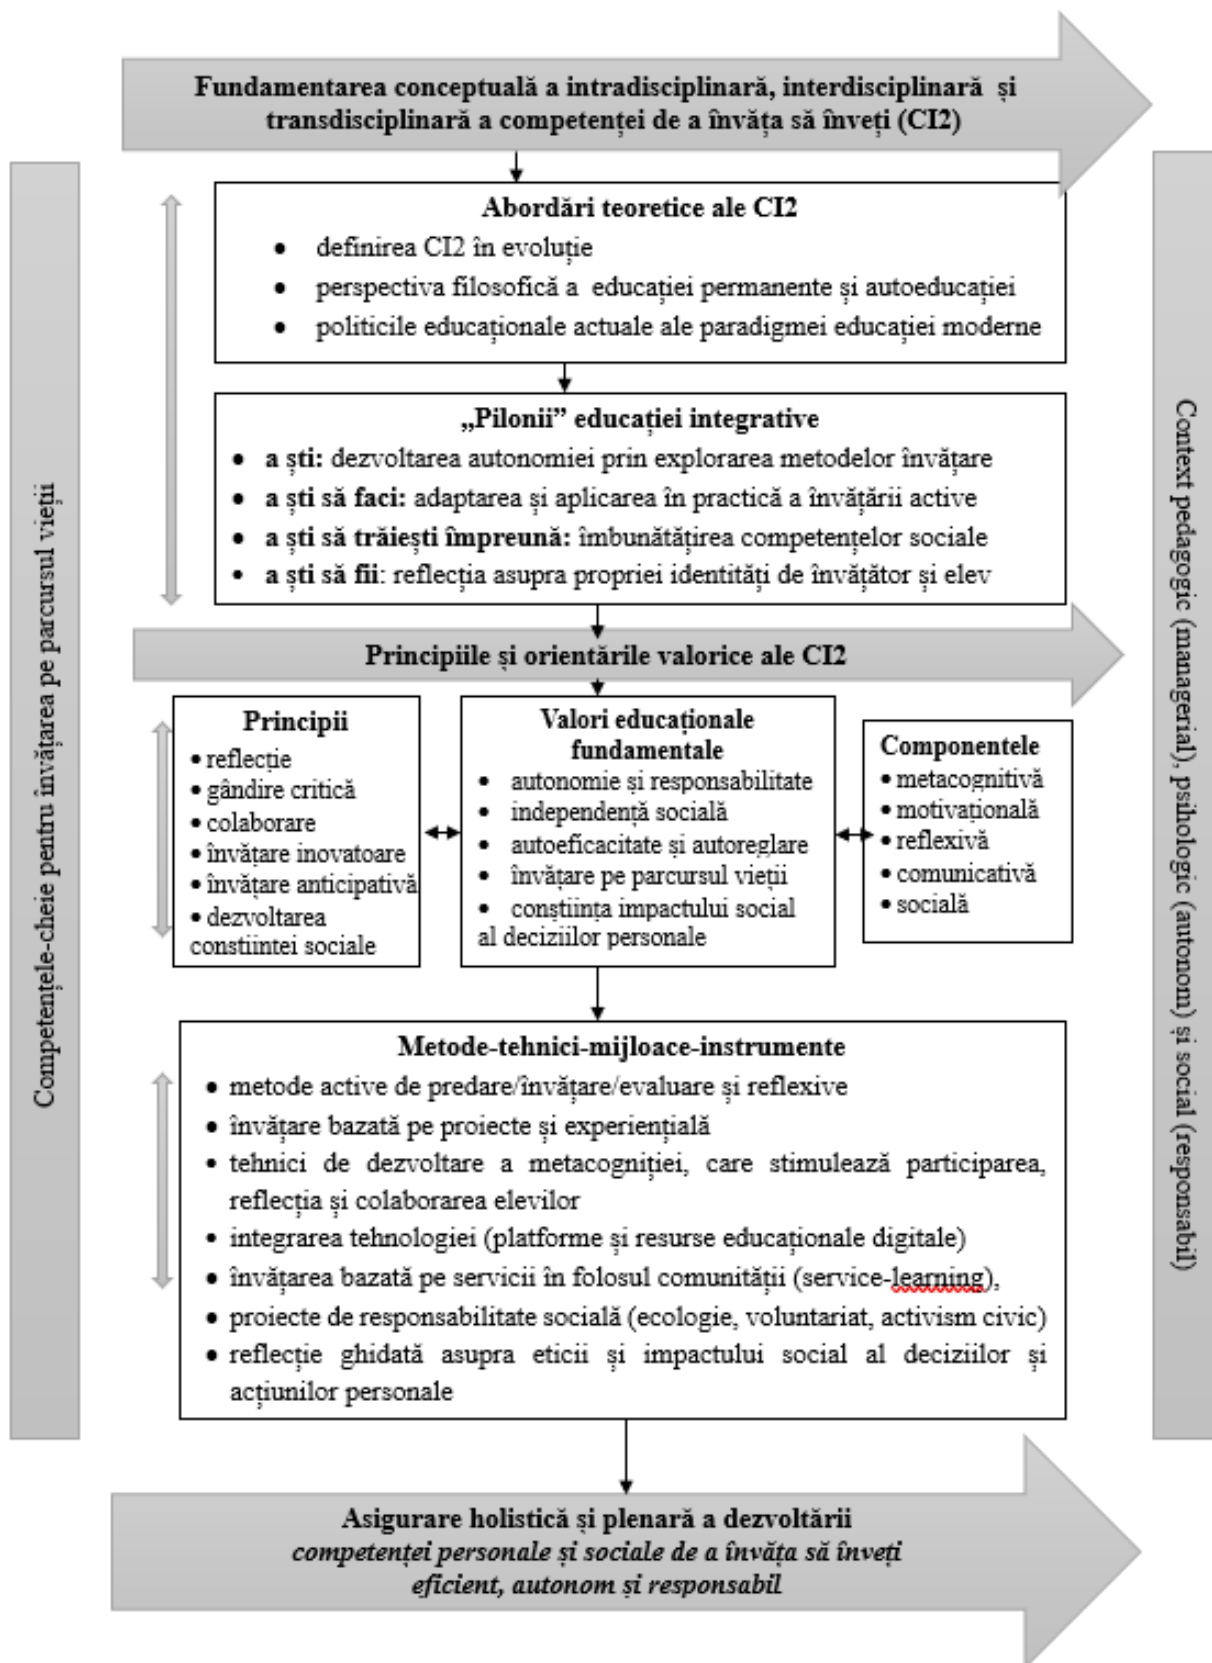 Fundamentarea conceptuală a intradisciplinară, interdisciplinară și
transdisciplinară a competenței de a învăța să înveți (CI2)
Competențele-cheie pentru învățarea pe parcursul vieții
Abordări teoretice ale CI2
• definirea CI2 în evoluție
• perspectiva filosofică a educației permanente și autoeducației
• politicile educaționale actuale ale paradigmei educației moderne
„Pilonii” educației integrative
• a ști: dezvoltarea autonomiei prin explorarea metodelor învățare
• a ști să faci: adaptarea și aplicarea în practică a învățării active
• a ști să trăiești împreună: îmbunătățirea competențelor sociale
• a ști să fii: reflecția asupra propriei identități de învățător și elev
Principiile și orientările valorice ale CI2
Principii
• reflecție
• gândire critică
• colaborare
• învățare inovatoare
• învățare anticipativă
• dezvoltarea
constiintei sociale
Valori educaționale
fundamentale
• autonomie și responsabilitate
• independență socială
• autoeficacitate și autoreglare
• învățare pe parcursul vieții
• conștiința impactului social
al deciziilor personale
Componentele
• metacognitivă
• motivațională
• reflexivă
• comunicativă
• socială
Metode-tehnici-mijloace-instrumente
• metode active de predare/învățare/evaluare și reflexive
• învățare bazată pe proiecte și experiențială
• tehnici de dezvoltare a metacogniției, care stimulează participarea,
reflecția și colaborarea elevilor
• integrarea tehnologiei (platforme și resurse educaționale digitale)
• învățarea bazată pe servicii în folosul comunității (service-learning),
• proiecte de responsabilitate socială (ecologie, voluntariat, activism civic)
• reflecție ghidată asupra eticii și impactului social al deciziilor și
acțiunilor personale
Context pedagogic (managerial), psihologic (autonom) și social (responsabil)
Asigurare holistică și plenară a dezvoltării
competenței personale și sociale de a învăța să înveți
eficient, autonom și responsabil